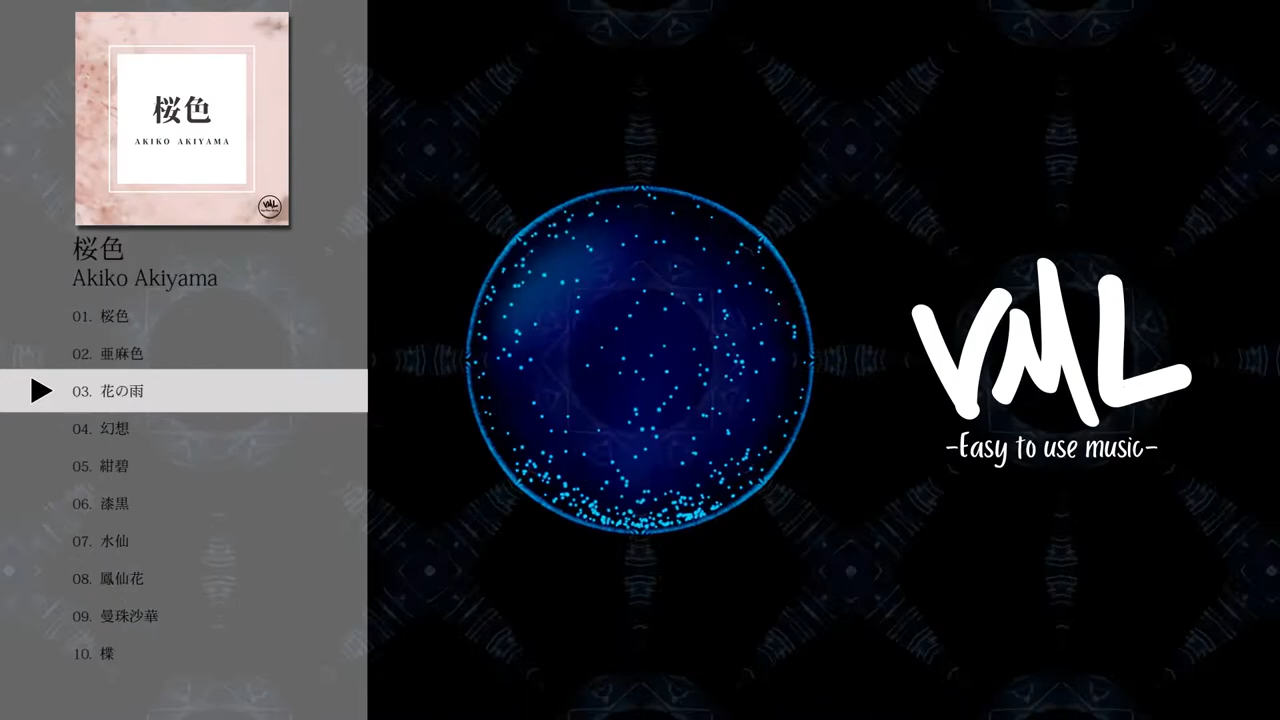 桜色
AKIKO AKIYAMA
VML
桜色
Akiko Akiyama
01. 桜色
02. 亜麻色
03. 花の雨
04. 幻想
05. 紺碧
06. 漆黒
07. 水仙
08. 鳳仙花
09. 曼珠沙華
10. 楪
VML
-Easy to use music-